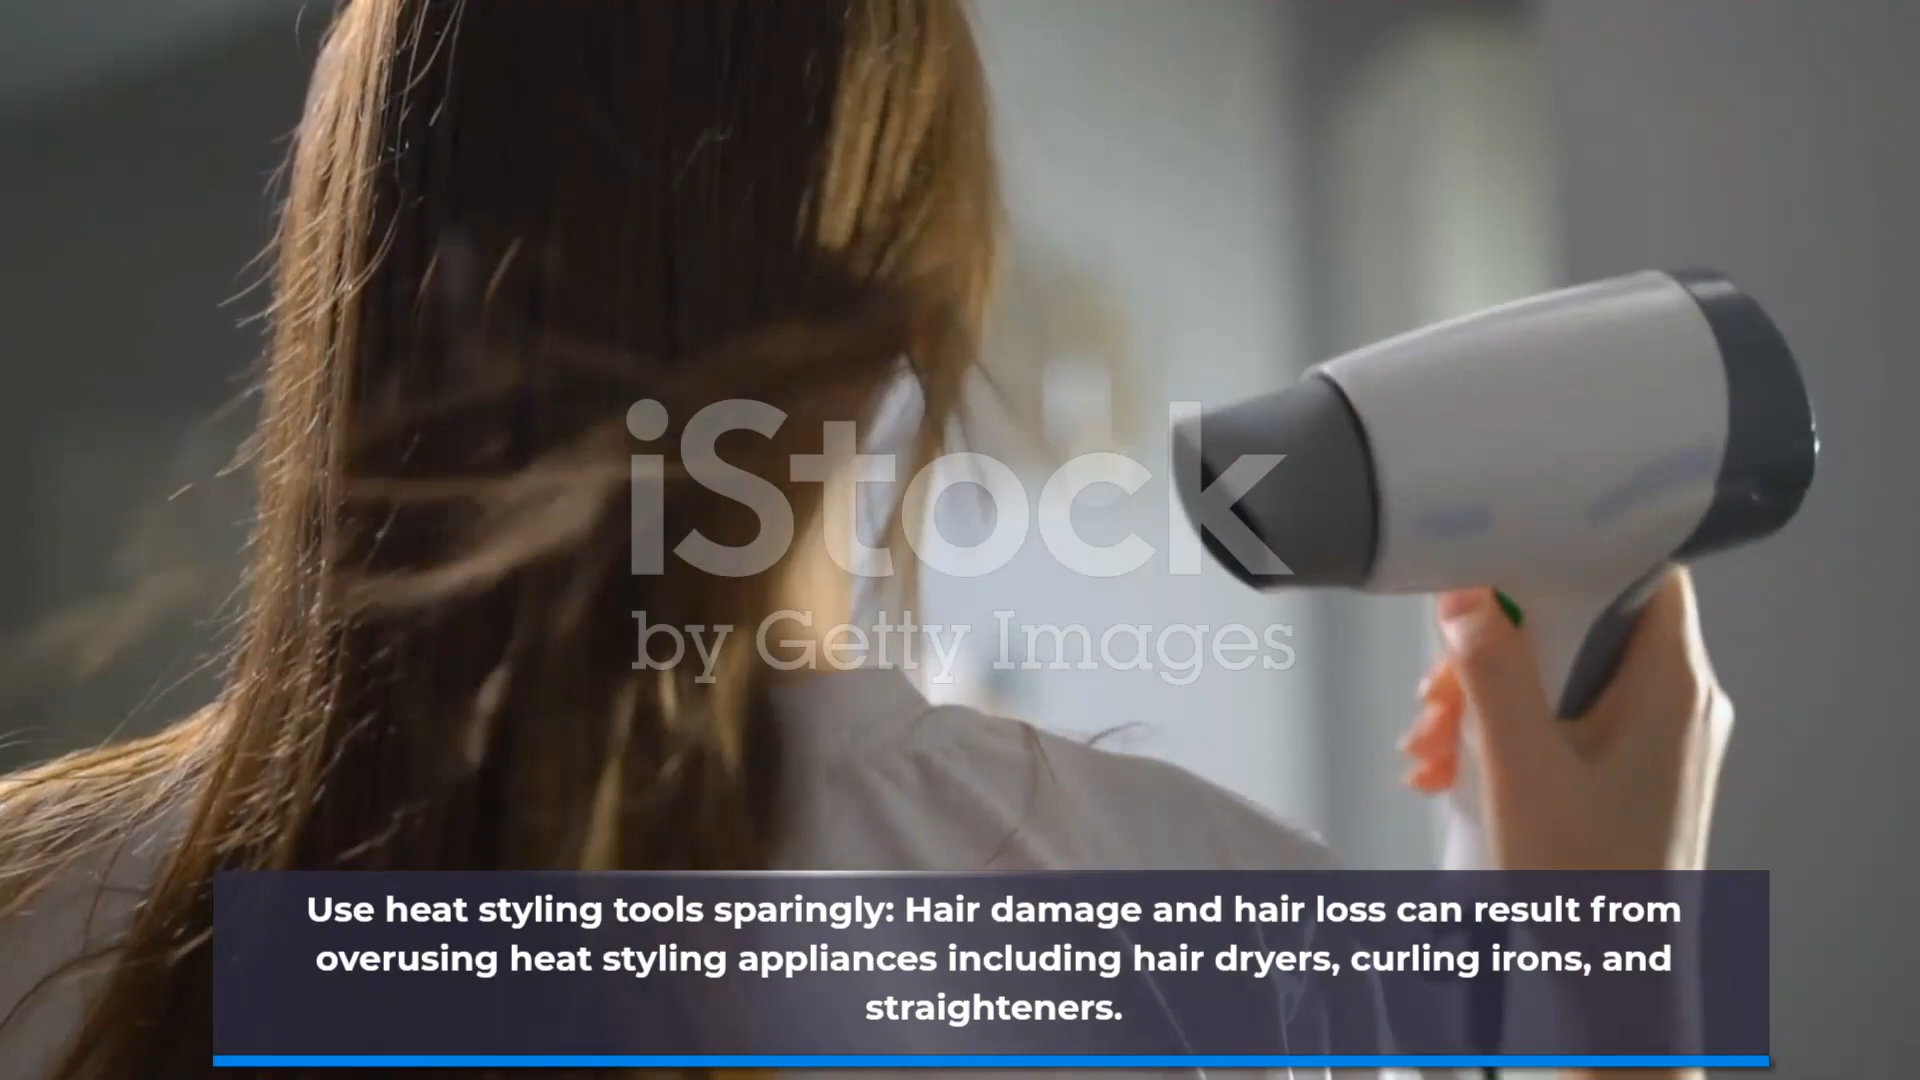 iStock
by Getty Images
Use heat styling tools sparingly: Hair damage and hair loss can result from
overusing heat styling appliances including hair dryers, curling irons, and
straighteners.